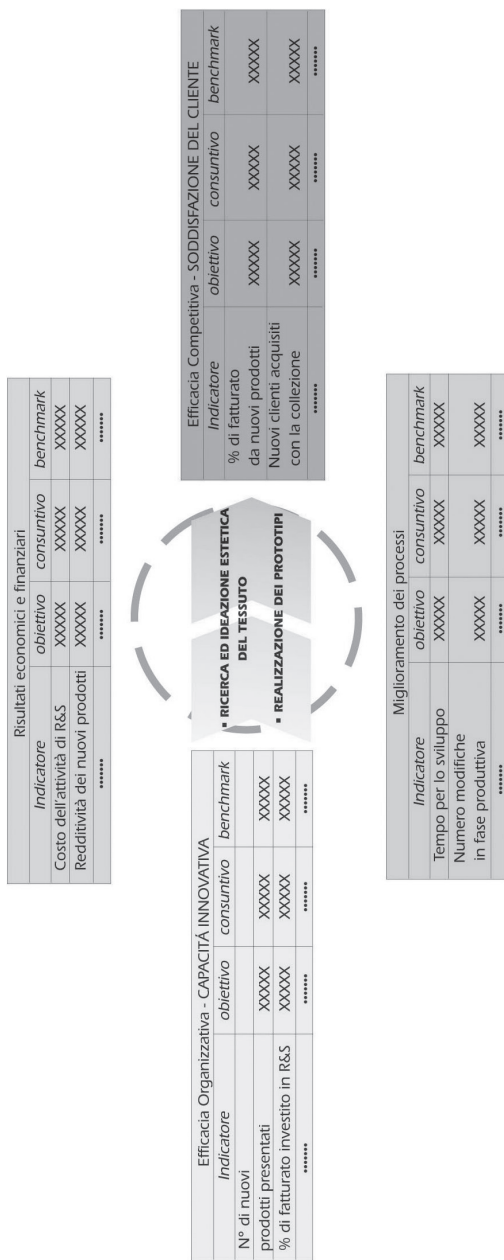 Risultati economici e finanziari
Indicatore obiettivo consuntivo benchmark
Costo dell'attività di R&S XXXXX XXXXX XXXXX
Redditività dei nuovi prodotti XXXXX XXXXX XXXXX
....... ....... ....... .......
Efficacia Organizzativa - CAPACITÁ INNOVATIVA
Indicatore obiettivo consuntivo benchmark
N° di nuovi
prodotti presentati XXXXX XXXXX XXXXX
% di fatturato investito in R&S XXXXX XXXXX XXXXX
....... ....... ....... .......
▪ RICERCA ED IDEAZIONE ESTETICA
DEL TESSUTO
▪ REALIZZAZIONE DEI PROTOTIPI
Efficacia Competitiva - SODDISFAZIONE DEL CLIENTE
Indicatore obiettivo consuntivo benchmark
% di fatturato
da nuovi prodotti XXXXX XXXXX XXXXX
Nuovi clienti acquisiti
con la collezione XXXXX XXXXX XXXXX
....... ....... ....... .......
Miglioramento dei processi
Indicatore obiettivo consuntivo benchmark
Tempo per lo sviluppo XXXXX XXXXX XXXXX
Numero modifiche
in fase produttiva XXXXX XXXXX XXXXX
....... ....... ....... .......